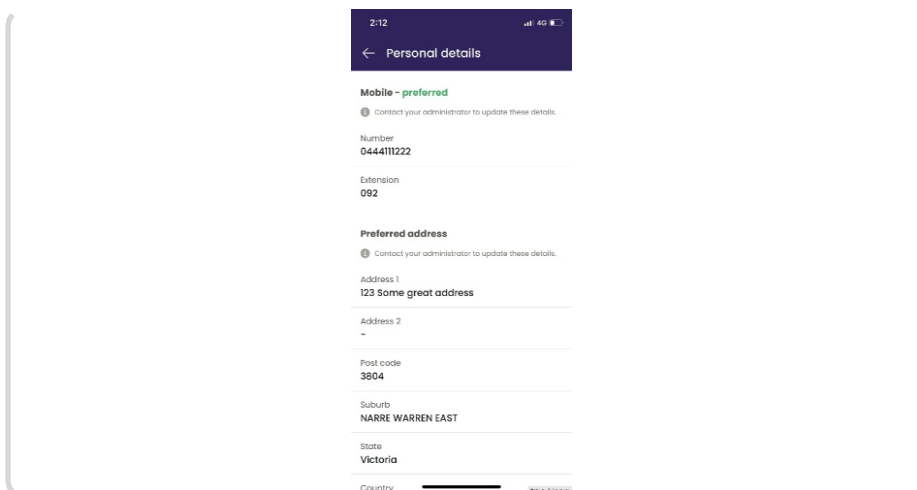 2:12 4G
← Personal details
Mobile - preferred
Contact your administrator to update these details.
Number
0444111222
Extension
092
Preferred address
Contact your administrator to update these details.
Address 1
123 Some great address
Address 2
-
Post code
3804
Suburb
NARRE WARREN EAST
State
Victoria
Country